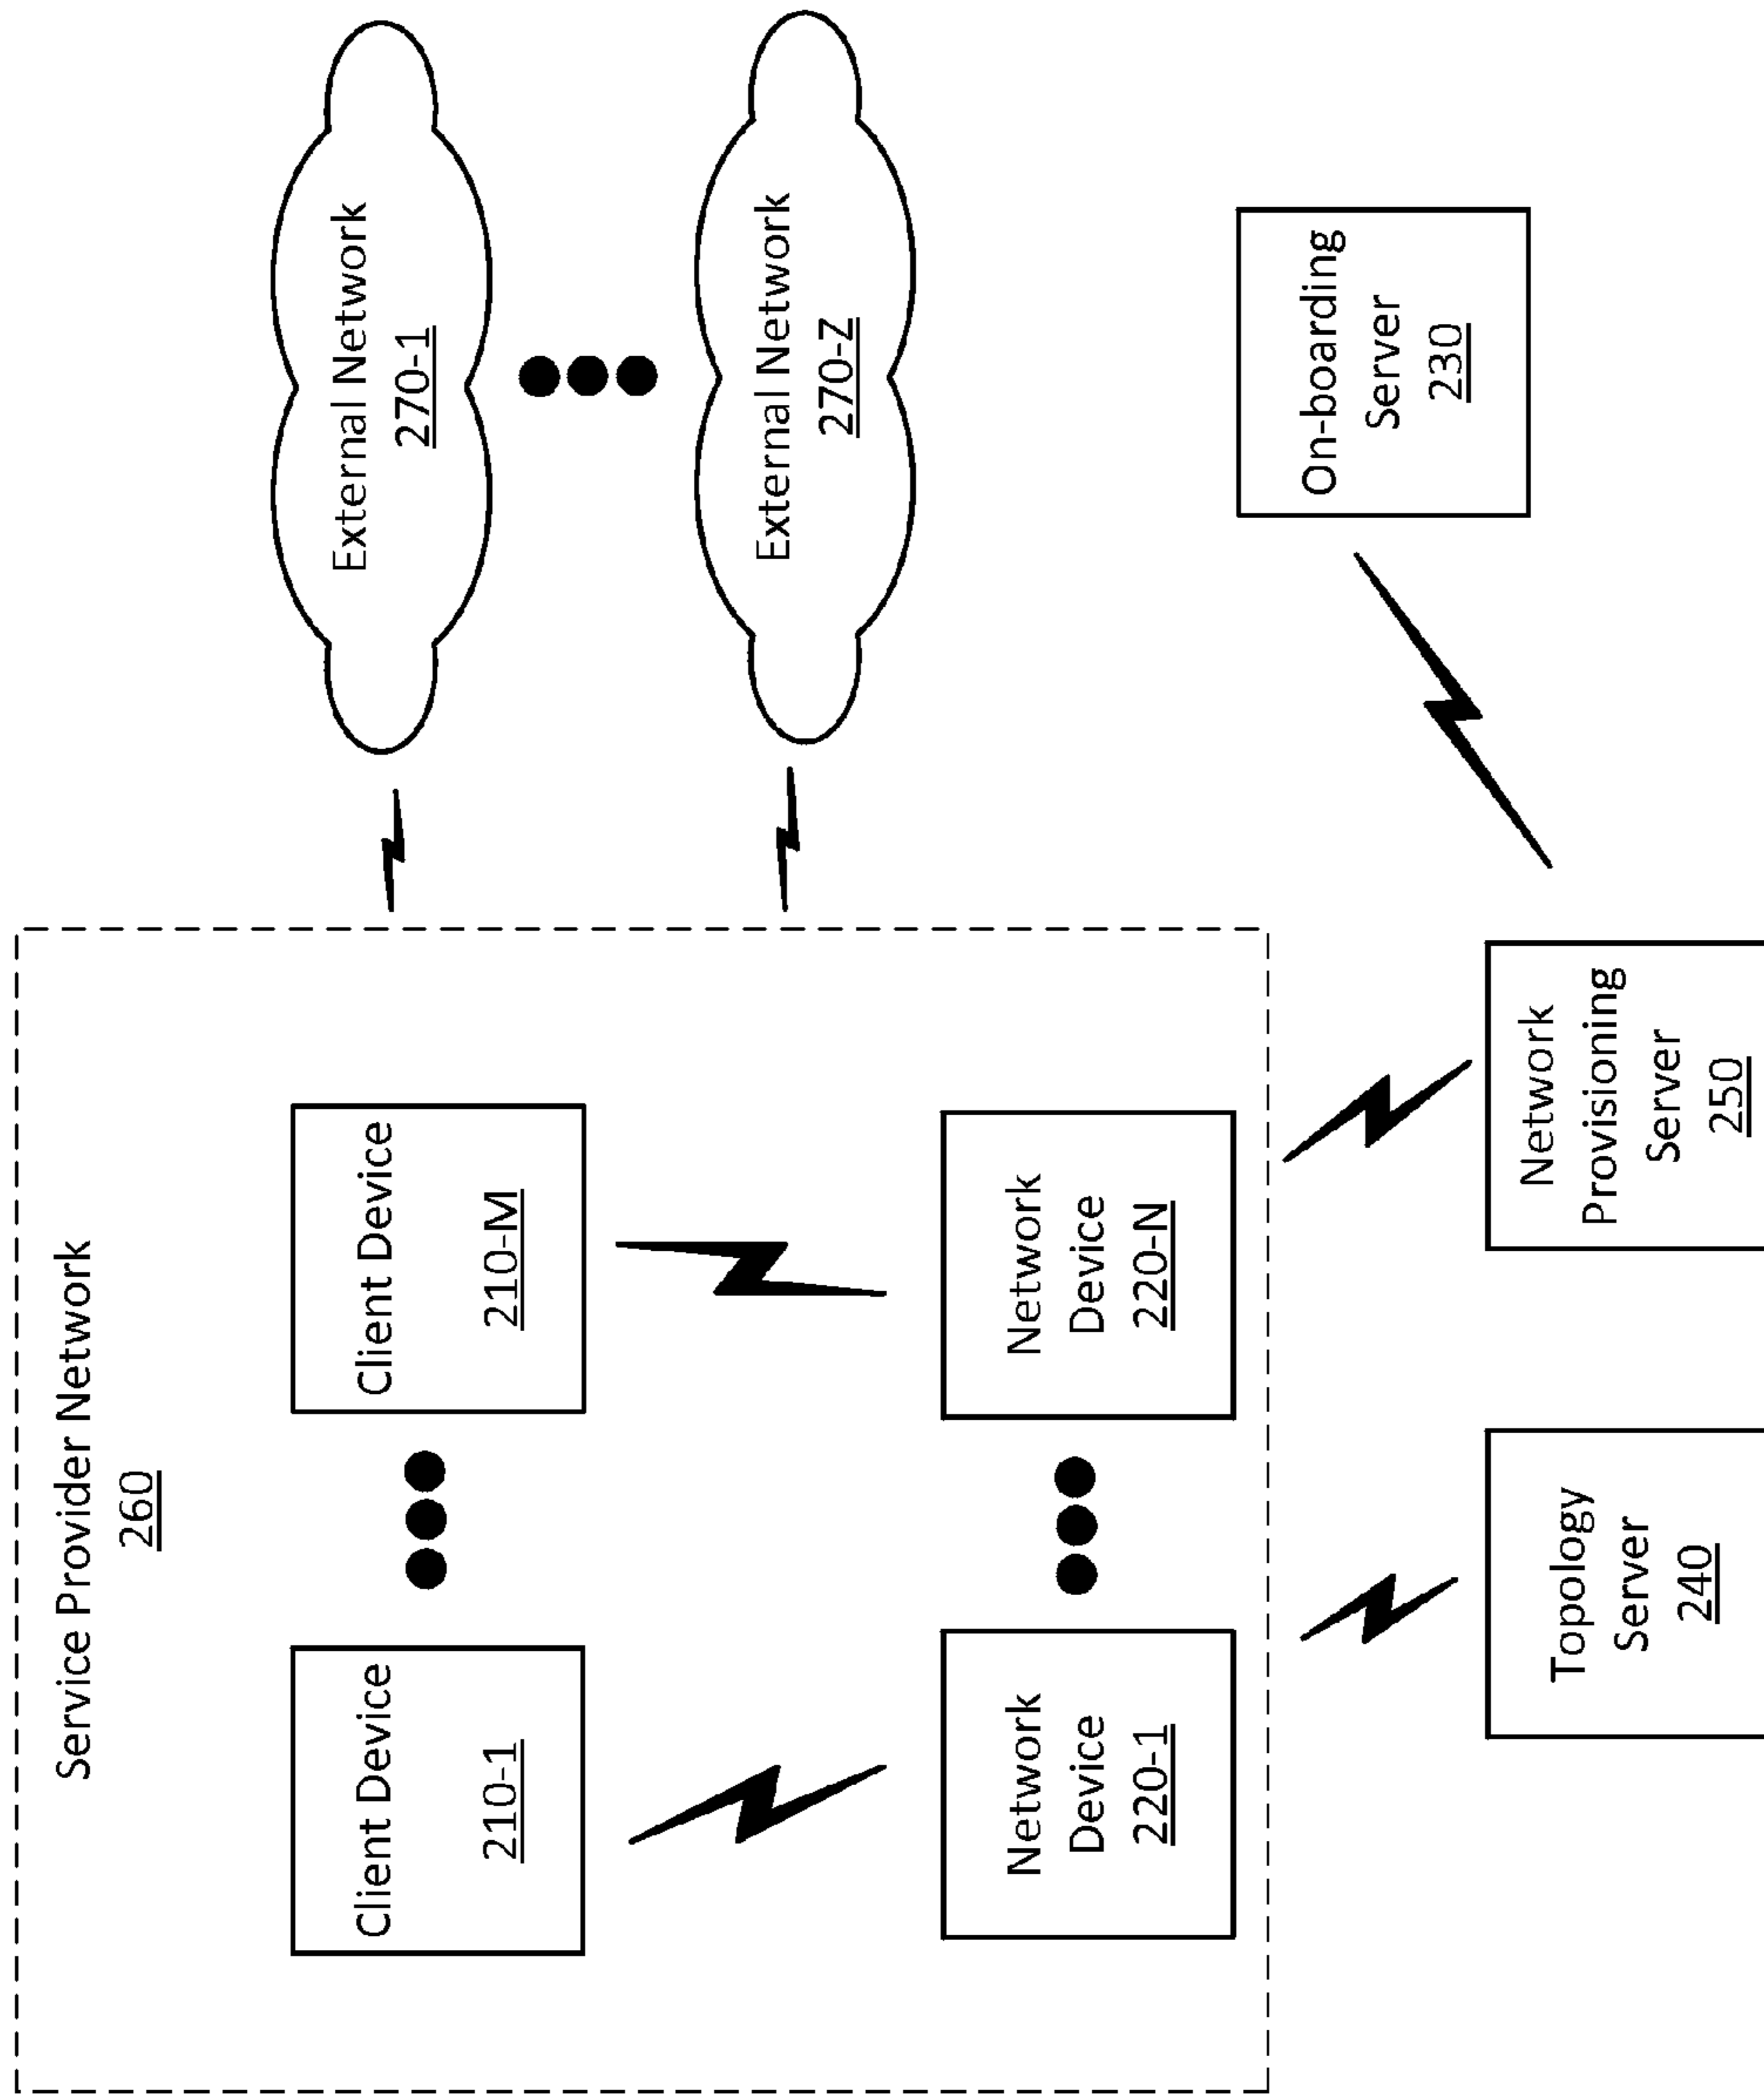 Service Provider Network
260
Client Device
210-1
Client Device
210-M
Network
Device
220-1
Network
Device
220-N
External Network
270-1
External Network
270-Z
Topology
Server
240
Network
Provisioning
Server
250
On-boarding
Server
230